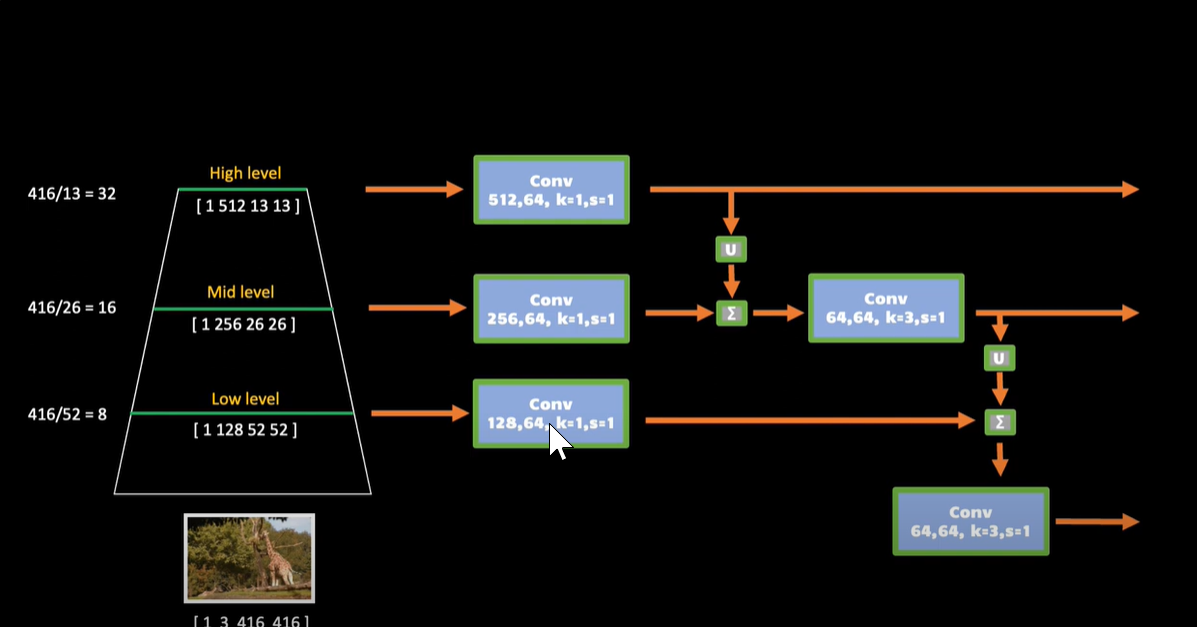 High level
416/13 = 32
[ 1 512 13 13 ]
Conv
512,64, k=1,s=1
U
Mid level
416/26 = 16
[ 1 256 26 26 ]
Conv
256,64, k=1,s=1
Σ
Conv
64,64, k=3,s=1
U
Low level
416/52 = 8
[ 1 128 52 52 ]
Conv
128,64, k=1,s=1
Σ
Conv
64,64, k=3,s=1
[ 1 3 416 416 ]